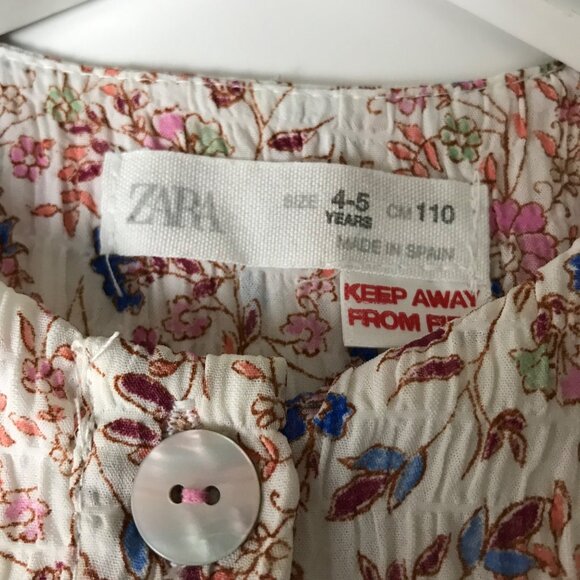 ZARA
SIZE 4-5 CM 110
YEARS
MADE IN SPAIN
KEEP AWAY
FROM